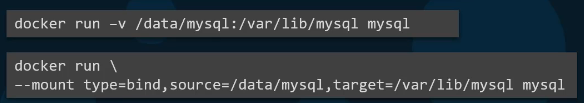 docker run –v /data/mysql:/var/lib/mysql mysql
docker run \
--mount type=bind,source=/data/mysql,target=/var/lib/mysql mysql